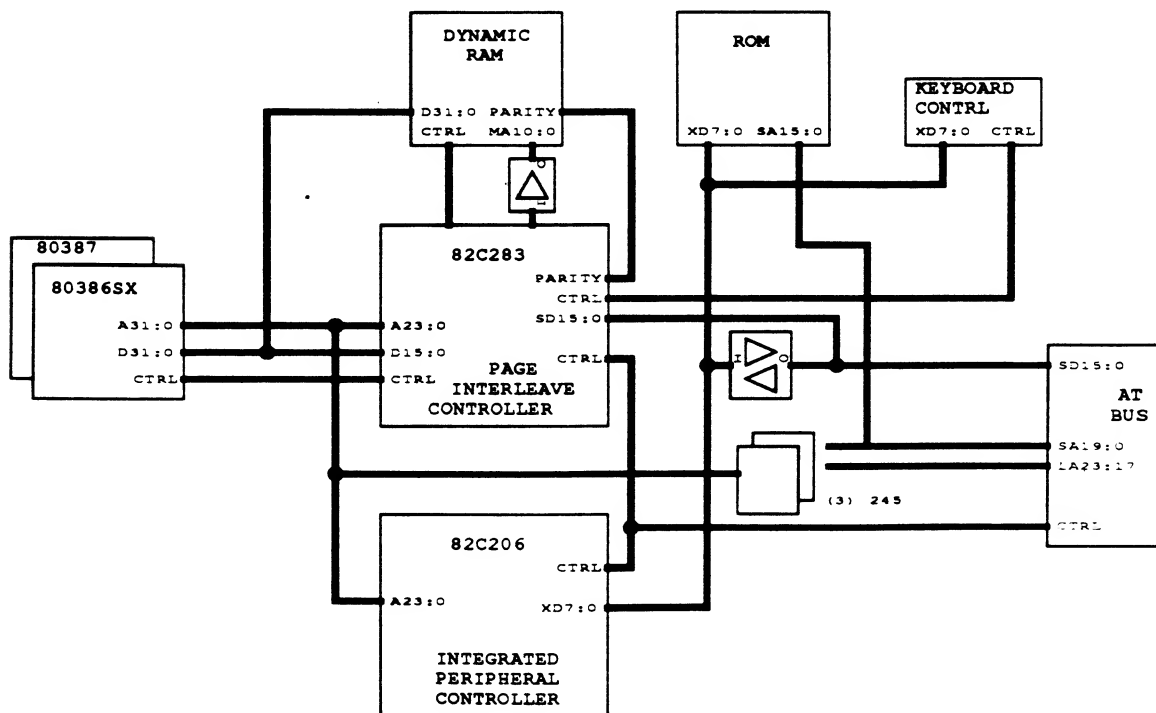 DYNAMIC
RAM
D31:0 PARITY
CTRL MA10:0
ROM
XD7:0 SA15:0
KEYBOARD
CONTRL
XD7:0 CTRL
O
I
80387
80386SX
A31:0
D31:0
CTRL
82C283
PARITY
CTRL
SD15:0
CTRL
A23:0
D15:0
CTRL
PAGE
INTERLEAVE
CONTROLLER
I
O
SD15:0
AT
BUS
SA19:0
LA23:17
CTRL
(3) 245
82C206
CTRL
A23:0
XD7:0
INTEGRATED
PERIPHERAL
CONTROLLER